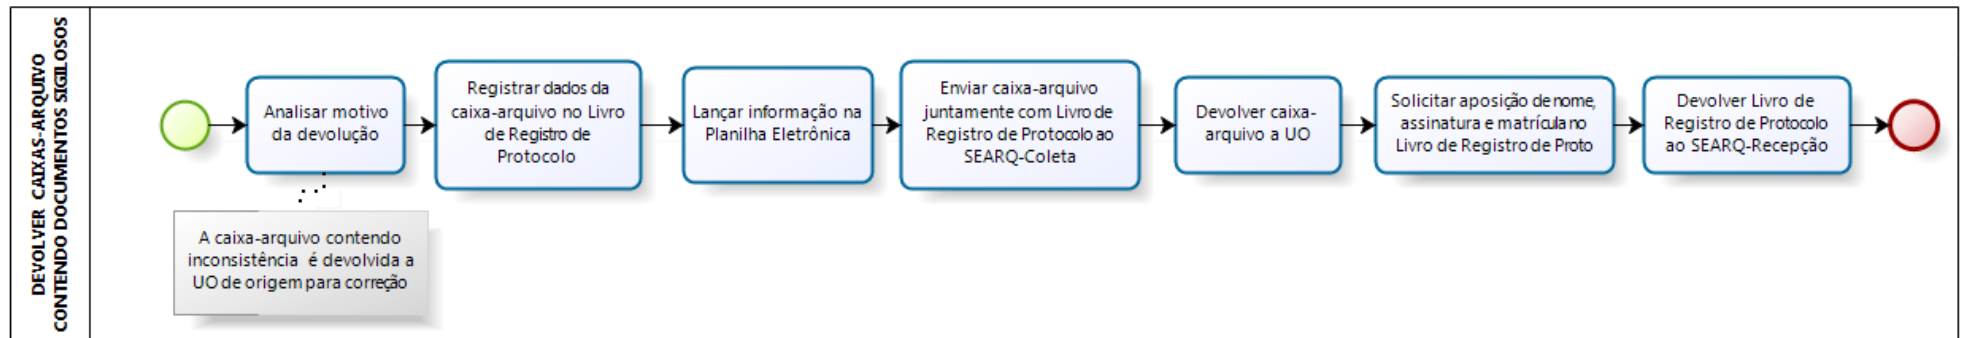 DEVOLVER CAIXAS-ARQUIVO
CONTENDO DOCUMENTOS SIGILOSOS
Analisar motivo
da devolução
Registrar dados da
caixa-arquivo no Livro
de Registro de
Protocolo
Lançar informação na
Planilha Eletrônica
Enviar caixa-arquivo
juntamente com Livro de
Registro de Protocolo ao
SEARQ-Coleta
Devolver caixa-
arquivo a UO
Solicitar aposição de nome,
assinatura e matrícula no
Livro de Registro de Proto
Devolver Livro de
Registro de Protocolo
ao SEARQ-Recepção
A caixa-arquivo contendo
inconsistência é devolvida a
UO de origem para correção